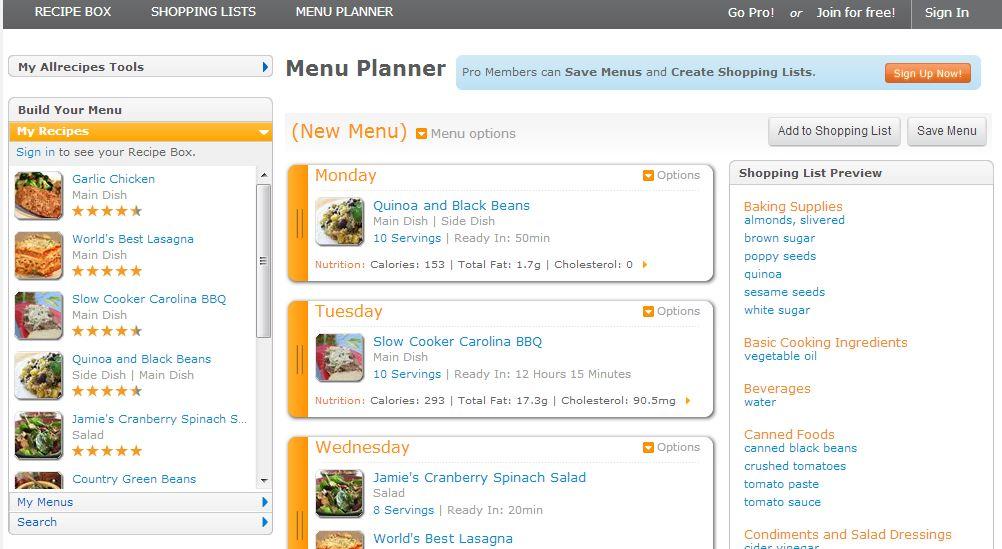 RECIPE BOX SHOPPING LISTS MENU PLANNER Go Pro! or Join for free! Sign In
My Allrecipes Tools
Build Your Menu
My Recipes
Sign in to see your Recipe Box.
Garlic Chicken
Main Dish
World's Best Lasagna
Main Dish
Slow Cooker Carolina BBQ
Main Dish
Quinoa and Black Beans
Side Dish | Main Dish
Jamie's Cranberry Spinach S...
Salad
Country Green Beans
My Menus
Search
Menu Planner
Pro Members can Save Menus and Create Shopping Lists. Sign Up Now!
(New Menu) Menu options
Add to Shopping List Save Menu
Monday Options
Quinoa and Black Beans
Main Dish | Side Dish
10 Servings | Ready In: 50min
Nutrition: Calories: 153 | Total Fat: 1.7g | Cholesterol: 0
Tuesday Options
Slow Cooker Carolina BBQ
Main Dish
10 Servings | Ready In: 12 Hours 15 Minutes
Nutrition: Calories: 293 | Total Fat: 17.3g | Cholesterol: 90.5mg
Wednesday Options
Jamie's Cranberry Spinach Salad
Salad
8 Servings | Ready In: 20min
World's Best Lasagna
Shopping List Preview
Baking Supplies
almonds, slivered
brown sugar
poppy seeds
quinoa
sesame seeds
white sugar
Basic Cooking Ingredients
vegetable oil
Beverages
water
Canned Foods
canned black beans
crushed tomatoes
tomato paste
tomato sauce
Condiments and Salad Dressings
cider vinegar